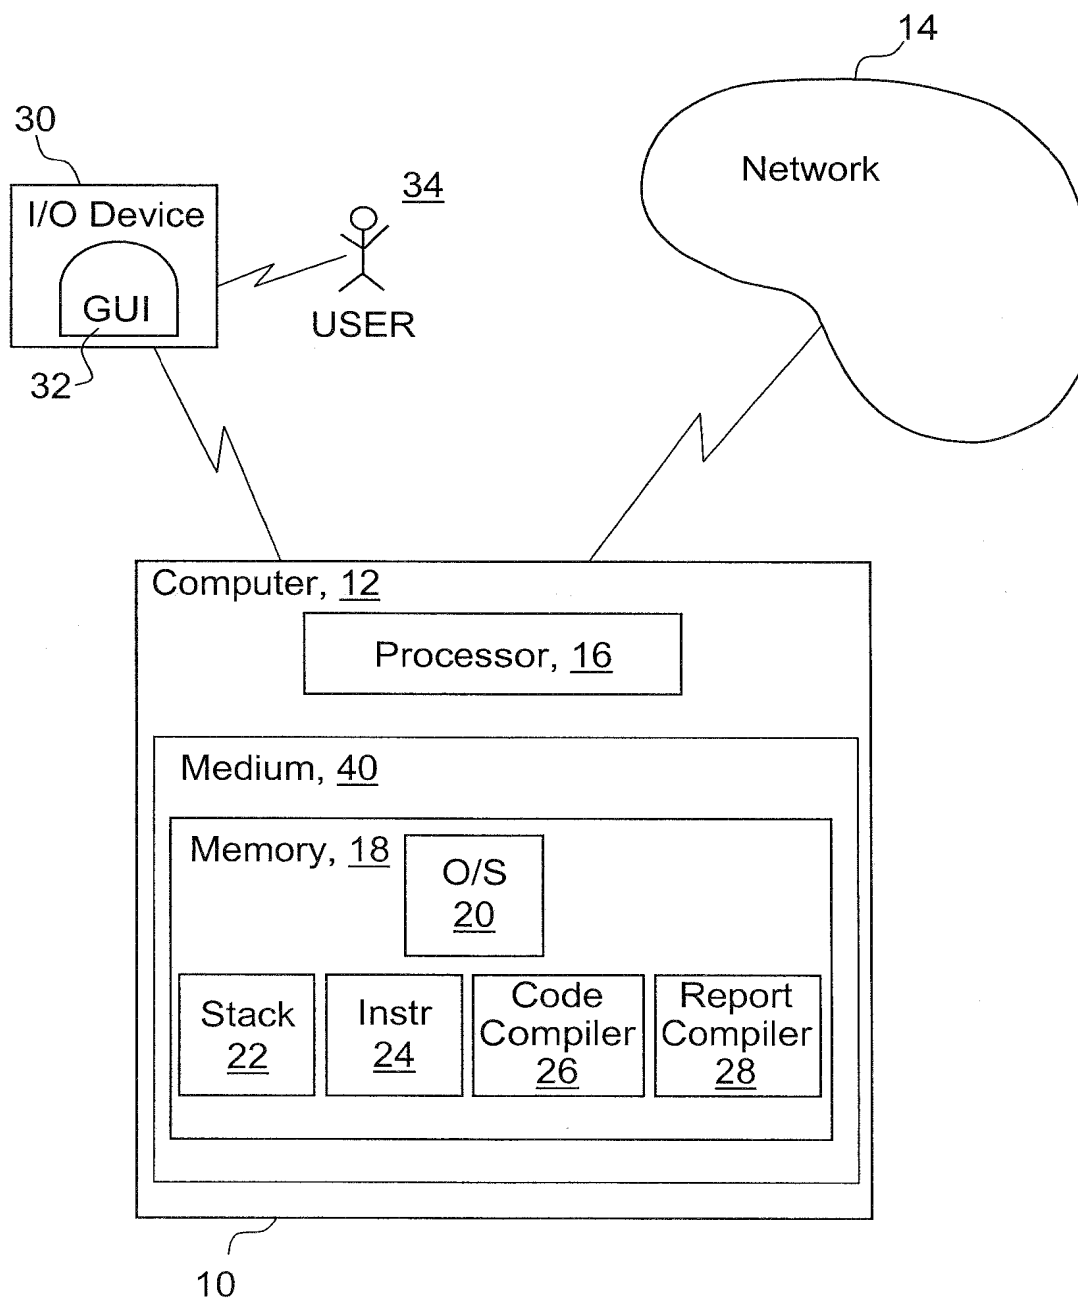 14
30
Network
34
I/O Device
GUI
USER
32
Computer, 12
Processor, 16
Medium, 40
Memory, 18
O/S
20
Stack
22
Instr
24
Code
Compiler
26
Report
Compiler
28
10